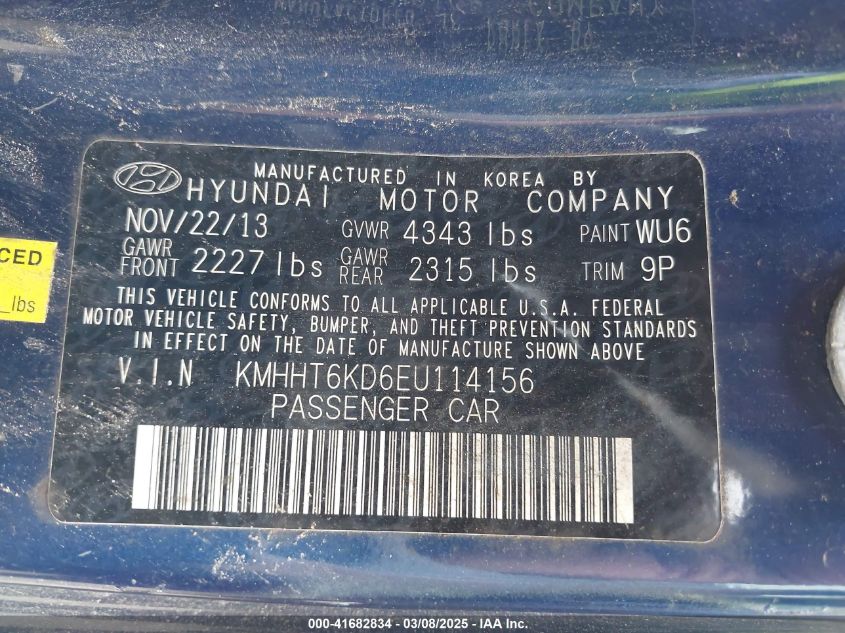 MANUFACTURED IN KOREA BY
HYUNDAI MOTOR COMPANY
NOV/22/13 GVWR 4343 lbs PAINT WU6
GAWR FRONT 2227 lbs GAWR REAR 2315 lbs TRIM 9P
THIS VEHICLE CONFORMS TO ALL APPLICABLE U.S.A. FEDERAL
MOTOR VEHICLE SAFETY, BUMPER, AND THEFT PREVENTION STANDARDS
IN EFFECT ON THE DATE OF MANUFACTURE SHOWN ABOVE
V.I.N KMHHT6KD6EU114156
PASSENGER CAR
CED
lbs
000-41682834 - 03/08/2025 - IAA Inc.